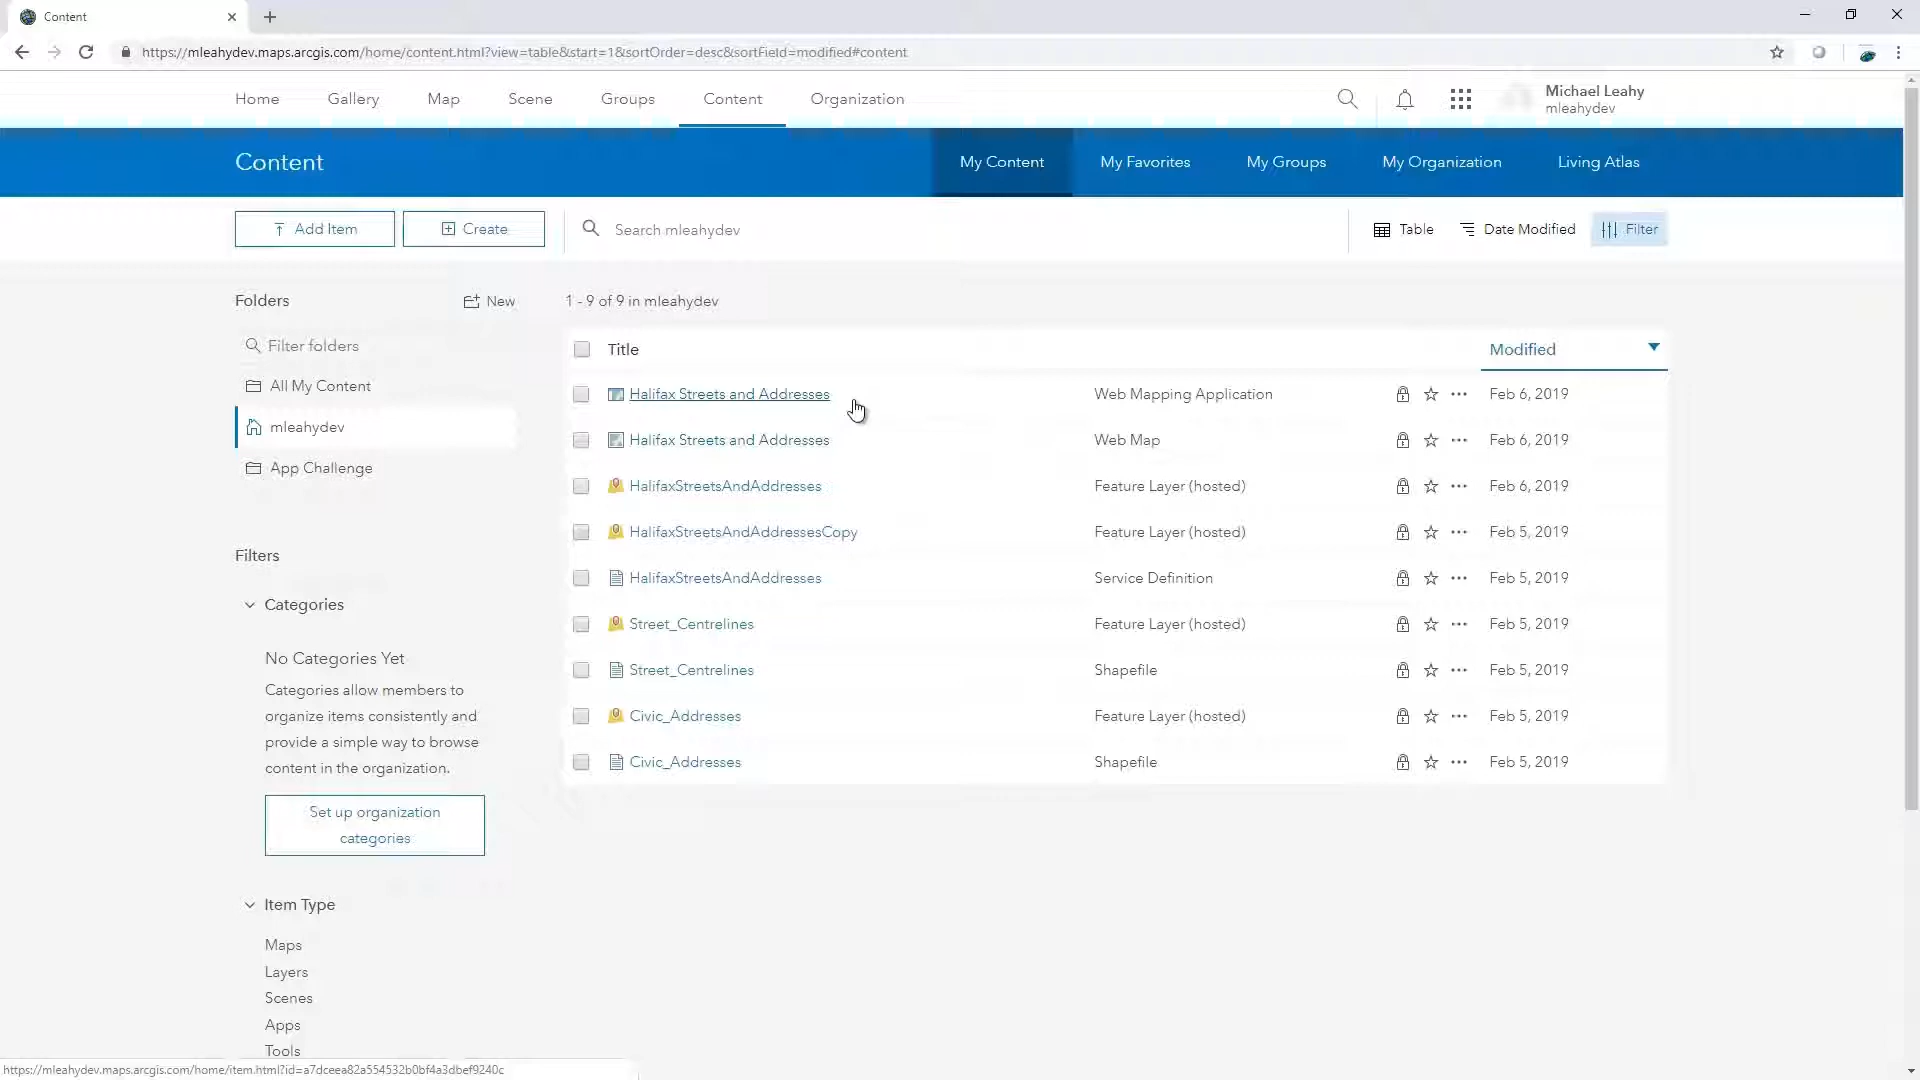 Content
https://mleahydev.maps.arcgis.com/home/content.html?view=table&start=1&sortOrder=desc&sortField=modified#content
Home Gallery Map Scene Groups Content Organization
Michael Leahy
mleahydev
Content
My Content My Favorites My Groups My Organization Living Atlas
Add Item Create Search mleahydev Table Date Modified Filter
Folders New 1 - 9 of 9 in mleahydev
Filter folders
Title Modified
All My Content
mleahydev
App Challenge
Halifax Streets and Addresses Web Mapping Application Feb 6, 2019
Halifax Streets and Addresses Web Map Feb 6, 2019
HalifaxStreetsAndAddresses Feature Layer (hosted) Feb 6, 2019
HalifaxStreetsAndAddressesCopy Feature Layer (hosted) Feb 5, 2019
HalifaxStreetsAndAddresses Service Definition Feb 5, 2019
Street_Centrelines Feature Layer (hosted) Feb 5, 2019
Street_Centrelines Shapefile Feb 5, 2019
Civic_Addresses Feature Layer (hosted) Feb 5, 2019
Civic_Addresses Shapefile Feb 5, 2019
Filters
Categories
No Categories Yet
Categories allow members to
organize items consistently and
provide a simple way to browse
content in the organization.
Set up organization
categories
Item Type
Maps
Layers
Scenes
Apps
Tools
https://mleahydev.maps.arcgis.com/home/item.html?id=a7dceea82a554532b0bf4a3dbef9240c